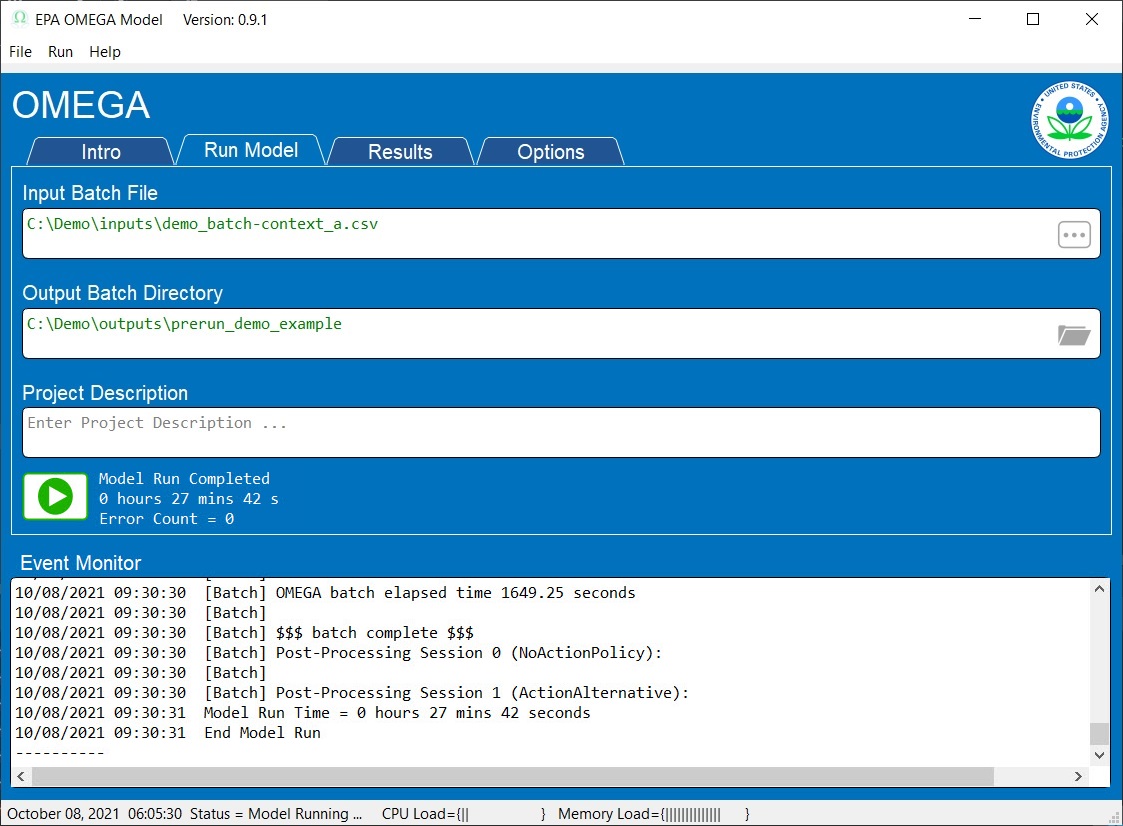 EPA OMEGA Model Version: 0.9.1
File Run Help
OMEGA
UNITED STATES ENVIRONMENTAL PROTECTION AGENCY
Intro Run Model Results Options
Input Batch File
C:\Demo\inputs\demo_batch-context_a.csv
Output Batch Directory
C:\Demo\outputs\prerun_demo_example
Project Description
Enter Project Description ...
Model Run Completed
0 hours 27 mins 42 s
Error Count = 0
Event Monitor
10/08/2021 09:30:30 [Batch] OMEGA batch elapsed time 1649.25 seconds
10/08/2021 09:30:30 [Batch]
10/08/2021 09:30:30 [Batch] $$$ batch complete $$$
10/08/2021 09:30:30 [Batch] Post-Processing Session 0 (NoActionPolicy):
10/08/2021 09:30:30 [Batch]
10/08/2021 09:30:30 [Batch] Post-Processing Session 1 (ActionAlternative):
10/08/2021 09:30:31 Model Run Time = 0 hours 27 mins 42 seconds
10/08/2021 09:30:31 End Model Run
----------
October 08, 2021 06:05:30 Status = Model Running ... CPU Load={|| } Memory Load={|||||||||||||| }